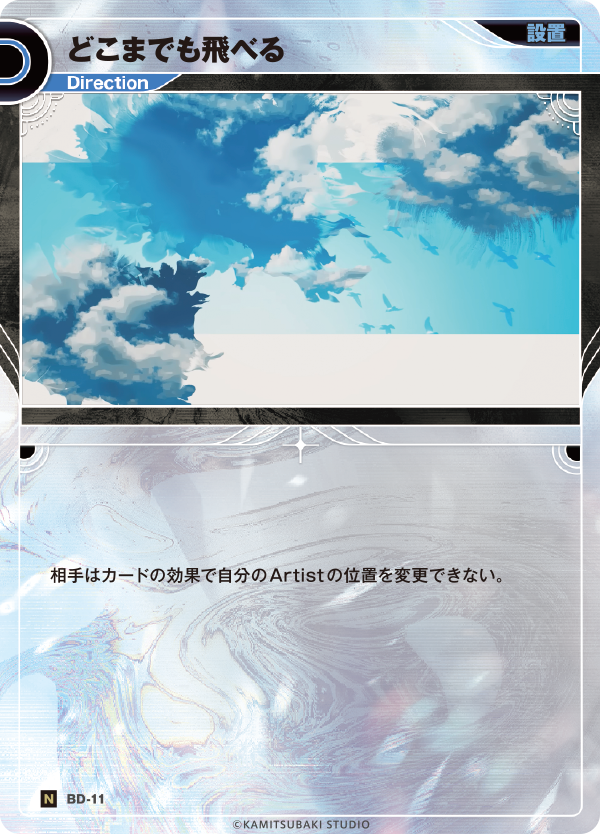 どこまでも飛べる
設置
Direction
相手はカードの効果で自分のArtistの位置を変更できない。
N BD-11
©KAMITSUBAKI STUDIO